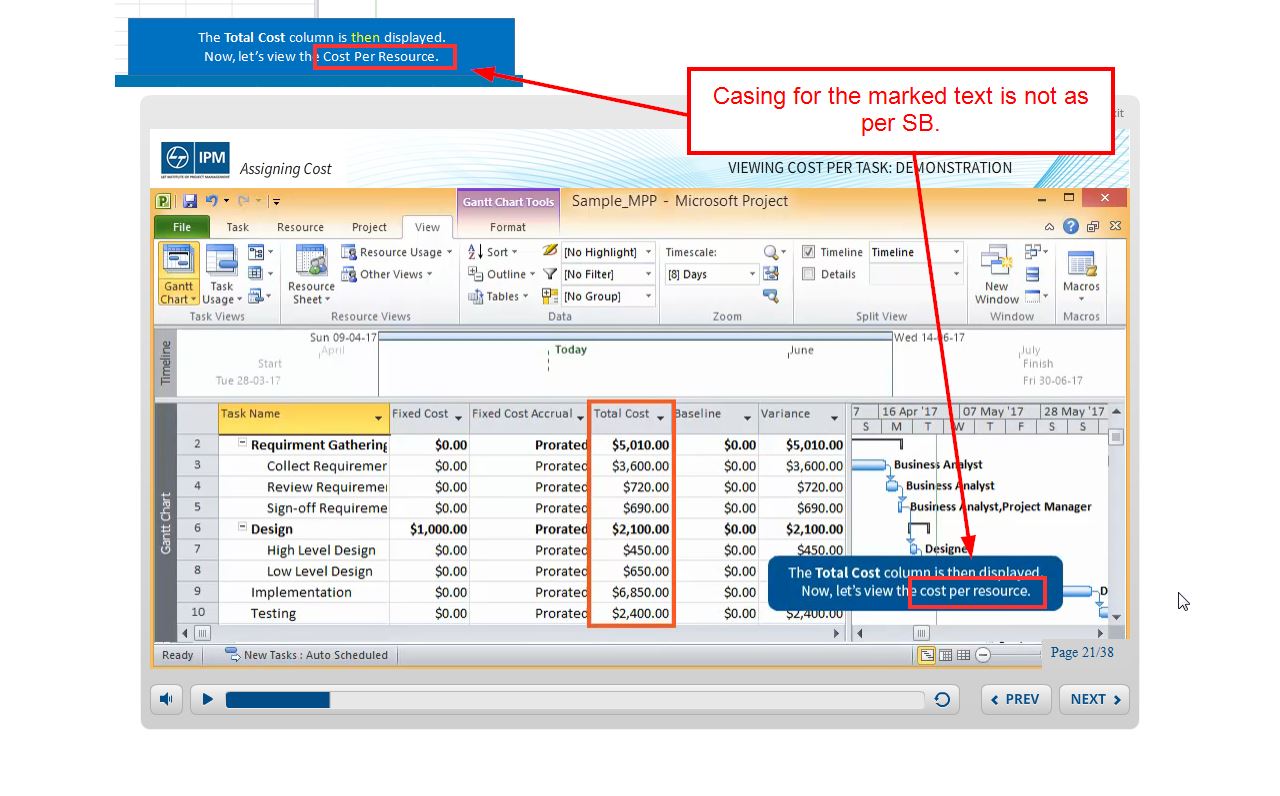 The Total Cost column is then displayed.
Now, let's view the Cost Per Resource.
Casing for the marked text is not as
per SB.
IPM
Assigning Cost
VIEWING COST PER TASK: DEMONSTRATION
Gantt Chart Tools
Sample_MPP - Microsoft Project
File Task Resource Project View Format
Gantt Chart
Task Usage
Resource Sheet
Resource Usage
Other Views
Sort
Outline
Tables
[No Highlight]
[No Filter]
[No Group]
Timescale:
[8] Days
Timeline Timeline
Details
New Window
Macros
Task Views Resource Views Data Zoom Split View Window Macros
Timeline
Sun 09-04-17 Wed 14-06-17
April Today June July
Start Finish
Tue 28-03-17 Fri 30-06-17
Gantt Chart
Task Name Fixed Cost Fixed Cost Accrual Total Cost Baseline Variance 7 16 Apr '17 07 May '17 28 May '17
S M T W T F S S
2 Requirment Gathering $0.00 Prorated $5,010.00 $0.00 $5,010.00
3 Collect Requiremer $0.00 Prorated $3,600.00 $0.00 $3,600.00 Business Analyst
4 Review Requiremei $0.00 Prorated $720.00 $0.00 $720.00 Business Analyst
5 Sign-off Requireme $0.00 Prorated $690.00 $0.00 $690.00 Business Analyst,Project Manager
6 Design $1,000.00 Prorated $2,100.00 $0.00 $2,100.00
7 High Level Design $0.00 Prorated $450.00 $0.00 $450.00 Designe
8 Low Level Design $0.00 Prorated $650.00 $0.00
9 Implementation $0.00 Prorated $6,850.00 $0.00 D
10 Testing $0.00 Prorated $2,400.00 $0.00 $2,400.00
The Total Cost column is then displayed.
Now, let's view the cost per resource.
Ready New Tasks : Auto Scheduled
Page 21/38
PREV NEXT